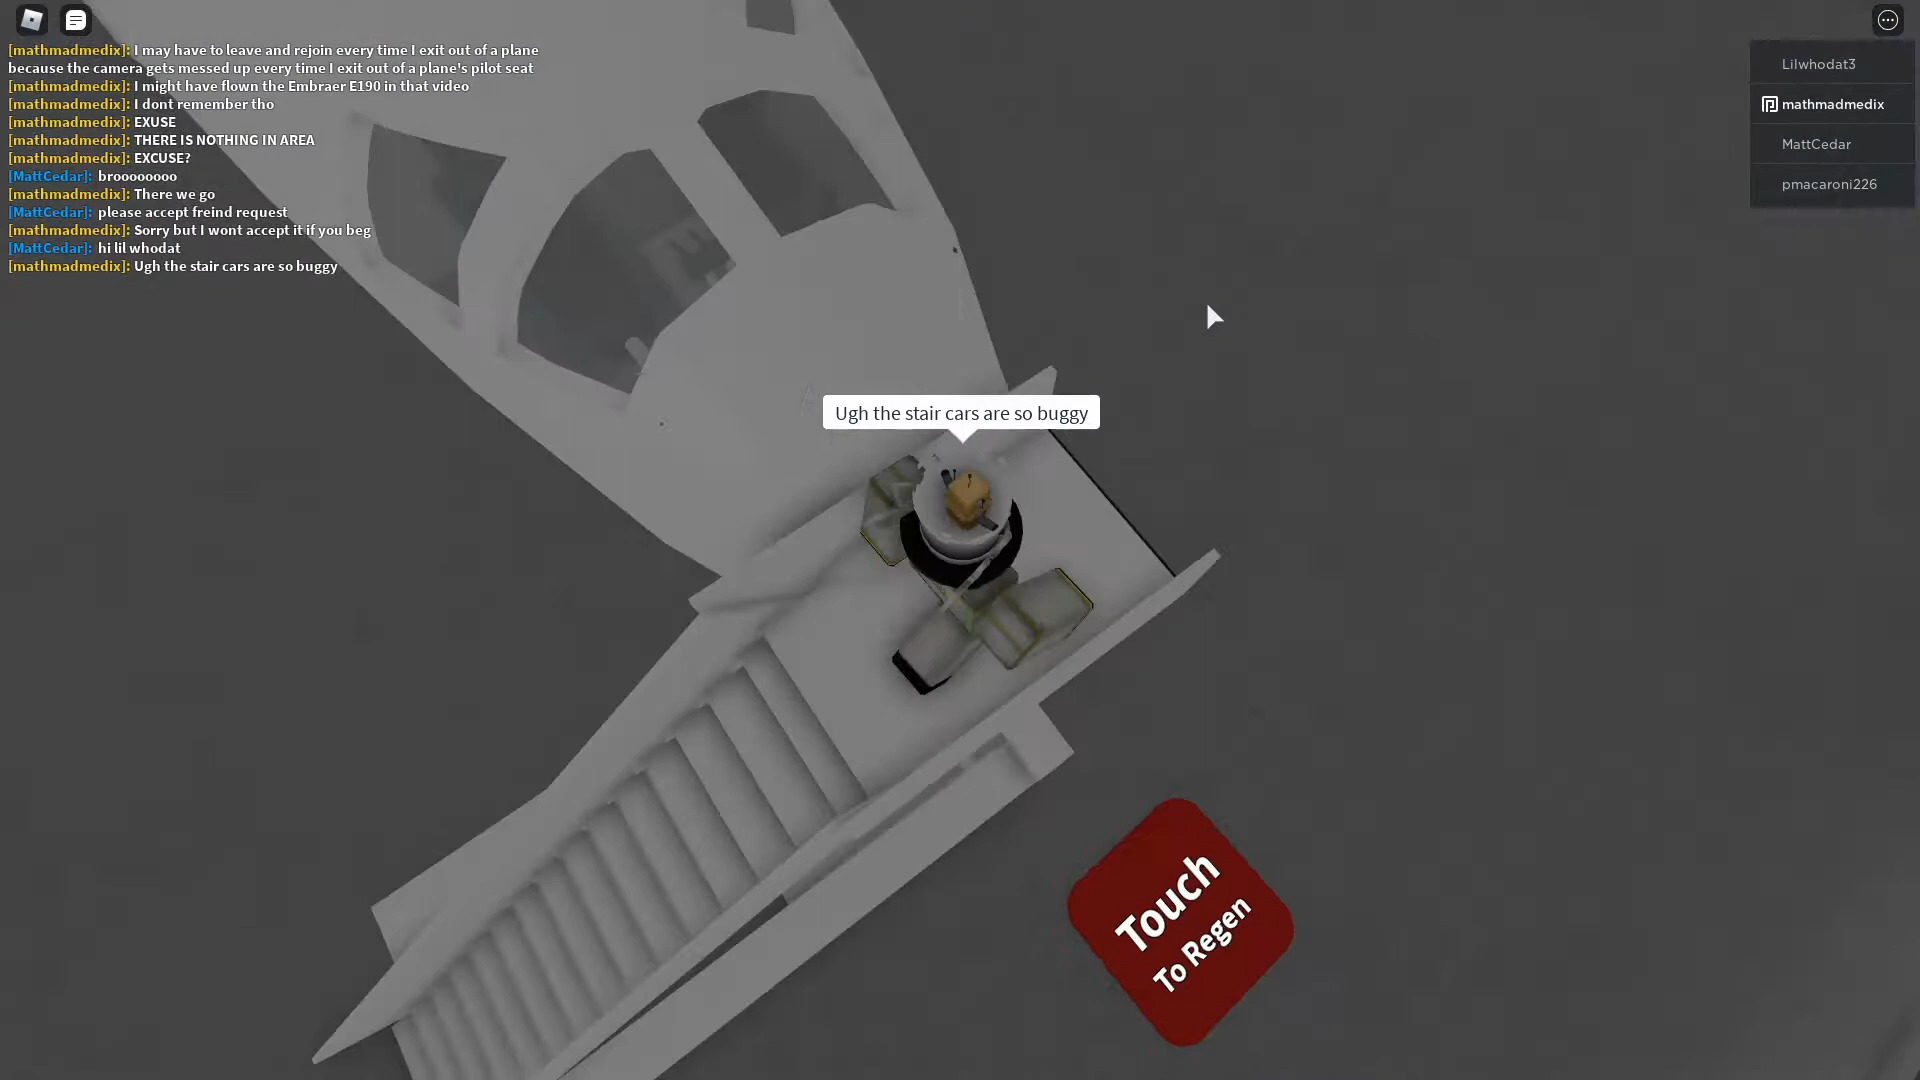 [mathmadmedix]: I may have to leave and rejoin every time I exit out of a plane
because the camera gets messed up every time I exit out of a plane's pilot seat
[mathmadmedix]: I might have flown the Embraer E190 in that video
[mathmadmedix]: I dont remember tho
[mathmadmedix]: EXUSE
[mathmadmedix]: THERE IS NOTHING IN AREA
[mathmadmedix]: EXCUSE?
[MattCedar]: broooooooo
[mathmadmedix]: There we go
[MattCedar]: please accept freind request
[mathmadmedix]: Sorry but I wont accept it if you beg
[MattCedar]: hi lil whodat
[mathmadmedix]: Ugh the stair cars are so buggy
Lilwhodat3
mathmadmedix
MattCedar
pmacaroni226
Ugh the stair cars are so buggy
Touch
To Regen